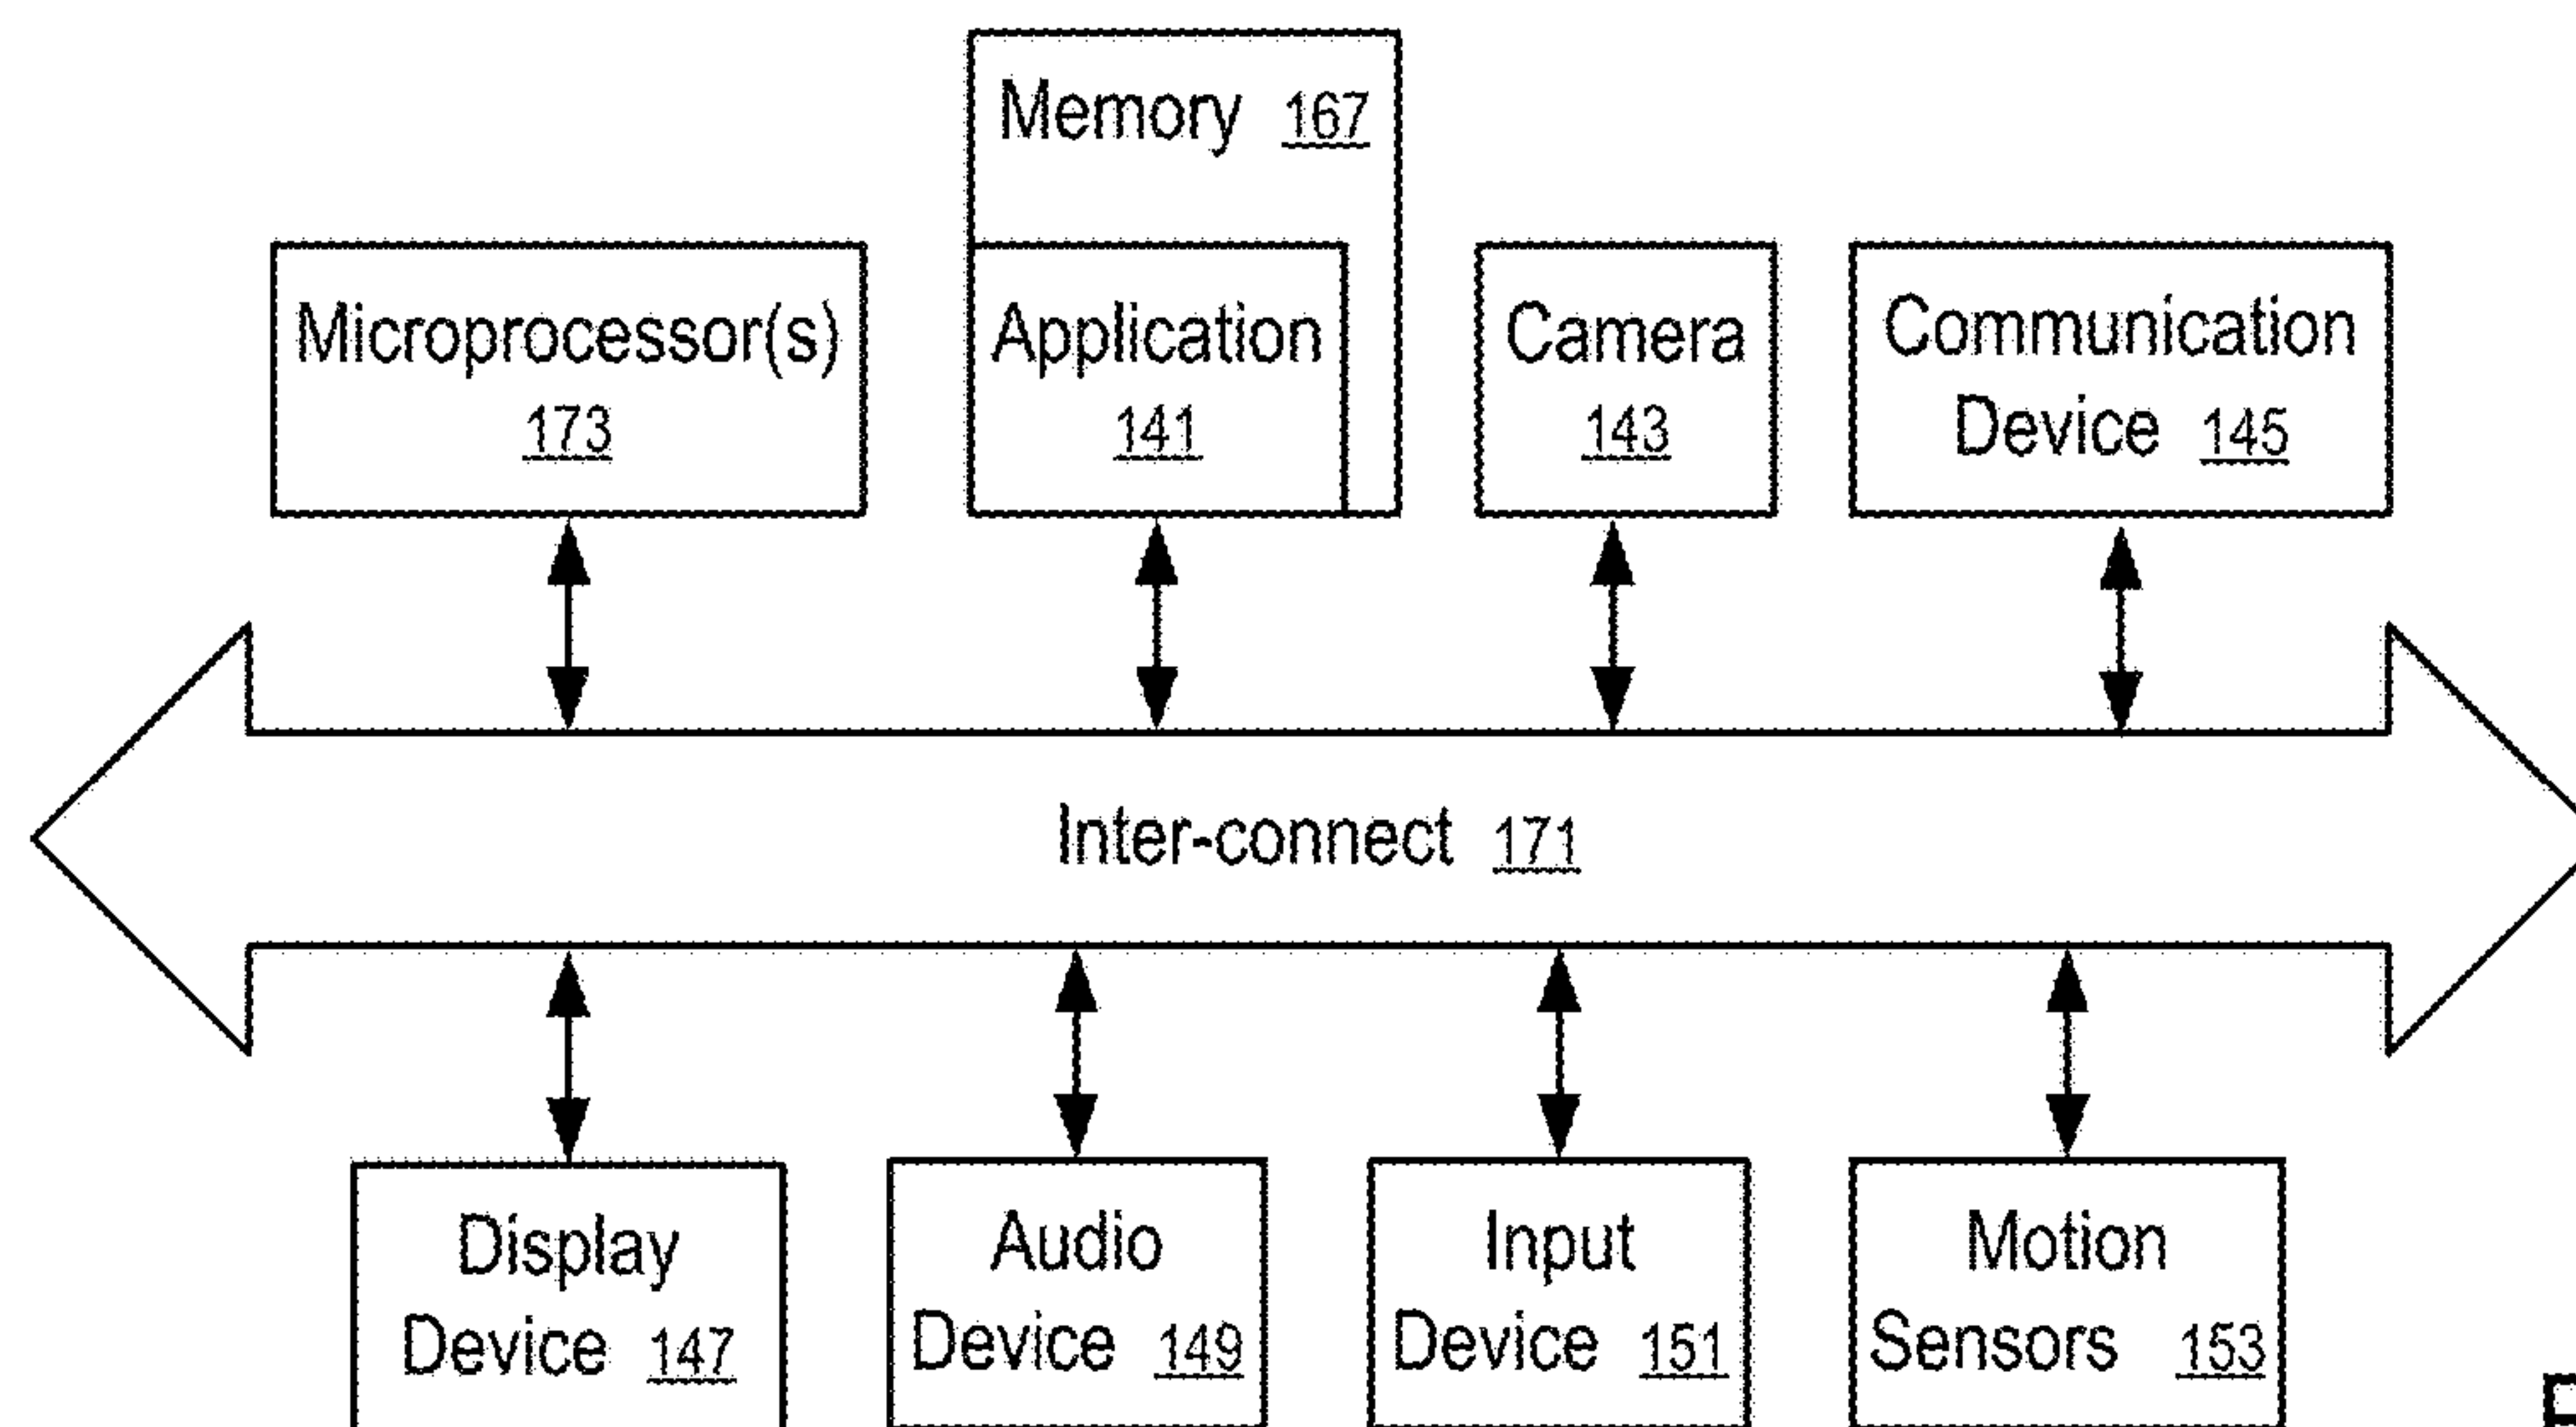 Memory 167
Microprocessor(s)
173
Application
141
Camera
143
Communication
Device 145
Inter-connect 171
Display
Device 147
Audio
Device 149
Input
Device 151
Motion
Sensors 153